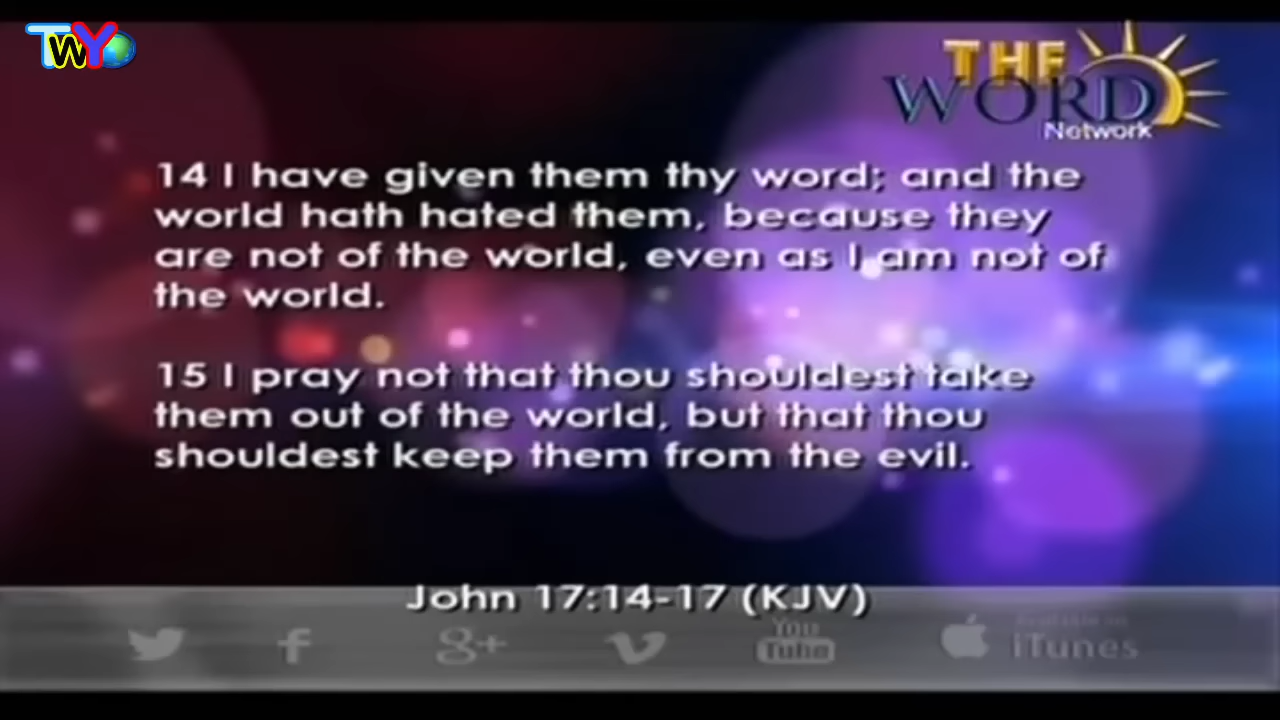 TWY
THE
WORD
Network
14 I have given them thy word; and the
world hath hated them, because they
are not of the world, even as I am not of
the world.
15 I pray not that thou shouldest take
them out of the world, but that thou
shouldest keep them from the evil.
John 17:14-17 (KJV)
f g+ You Tube
iTunes